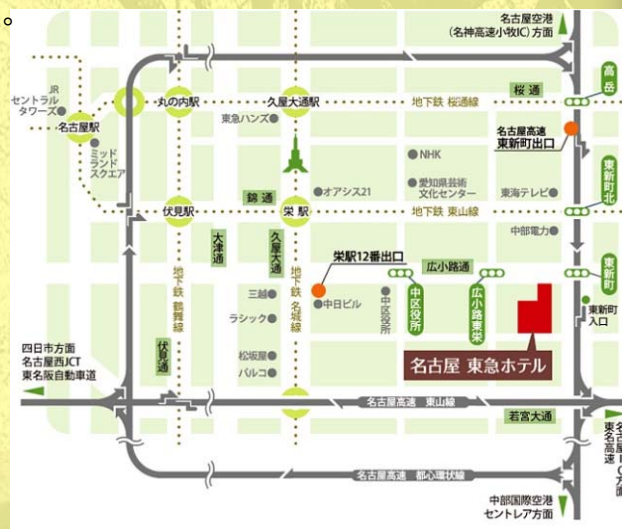 名古屋空港
(名神高速小牧IC)方面
高岳
桜 通
JR
セントラル
タワーズ
丸の内駅
久屋大通駅
地下鉄 桜通線
東急ハンズ
名古屋駅
名古屋高速
東新町出口
ミッド
ランド
スクエア
NHK
東新町北
愛知県芸術
文化センター
オアシス21
東海テレビ
錦 通
伏見駅
栄 駅
地下鉄 東山線
中部電力
大津通
久屋大通
栄駅12番出口
広小路通
東新町
地下鉄 鶴舞線
地下鉄 名城線
三越
中日ビル
中区役所
中区役所
広小路東栄
東新町
入口
ラシック
伏見通
四日市方面
名古屋西JCT
東名阪自動車道
松坂屋
パルコ
名古屋 東急ホテル
名古屋高速 東山線
若宮大通
名古屋IC方面
東名高速
名古屋高速 都心環状線
中部国際空港
セントレア方面